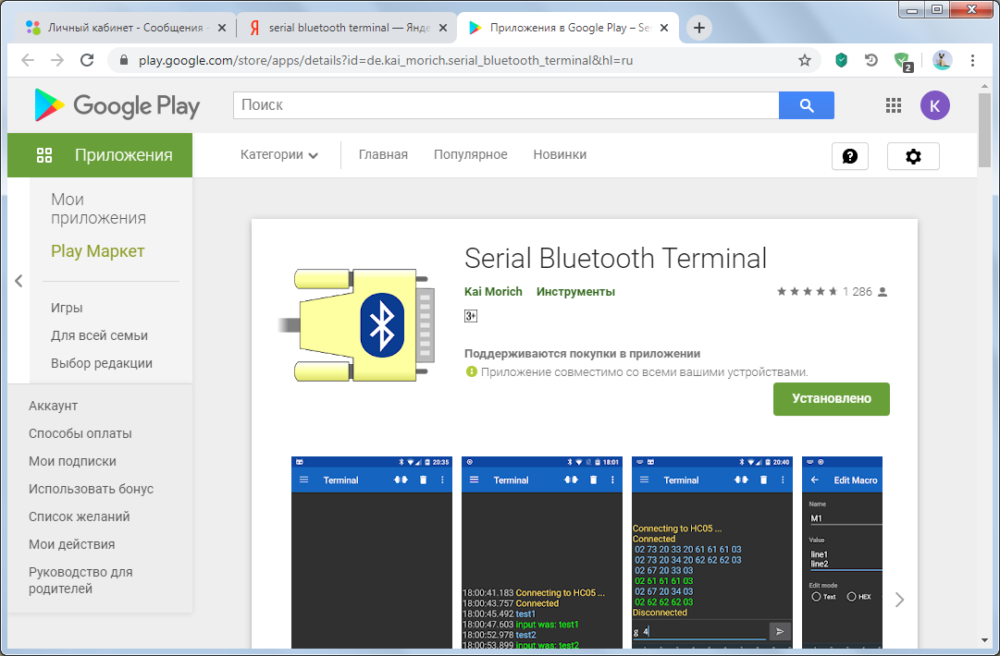 Личный кабинет - Сообщения -
serial bluetooth terminal — Янде
Приложения в Google Play – Se
play.google.com/store/apps/details?id=de.kai_morich.serial_bluetooth_terminal&hl=ru
2
Google Play
Поиск
K
Приложения
Категории
Главная
Популярное
Новинки
Мои
приложения
Play Маркет
Игры
Для всей семьи
Выбор редакции
Аккаунт
Способы оплаты
Мои подписки
Использовать бонус
Список желаний
Мои действия
Руководство для
родителей
Serial Bluetooth Terminal
Kai Morich Инструменты
1 286
3+
Поддерживаются покупки в приложении
Приложение совместимо со всеми вашими устройствами.
Установлено
20:35
Terminal
18:01
Terminal
18:00:41.183 Connecting to HC05 ...
18:00:43.757 Connected
18:00:45.492 test1
18:00:47.603 input was: test1
18:00:52.978 test2
18:00:53.899 input was: test2
20:40
Terminal
Connecting to HC05 ...
Connected
02 73 20 33 20 61 61 61 03
02 73 20 34 20 62 62 62 03
02 67 20 33 03
02 61 61 61 03
02 67 20 34 03
02 62 62 62 03
Disconnected
g 4
Edit Macro
Name
M1
Value
line1
line2
Edit mode
Text
HEX